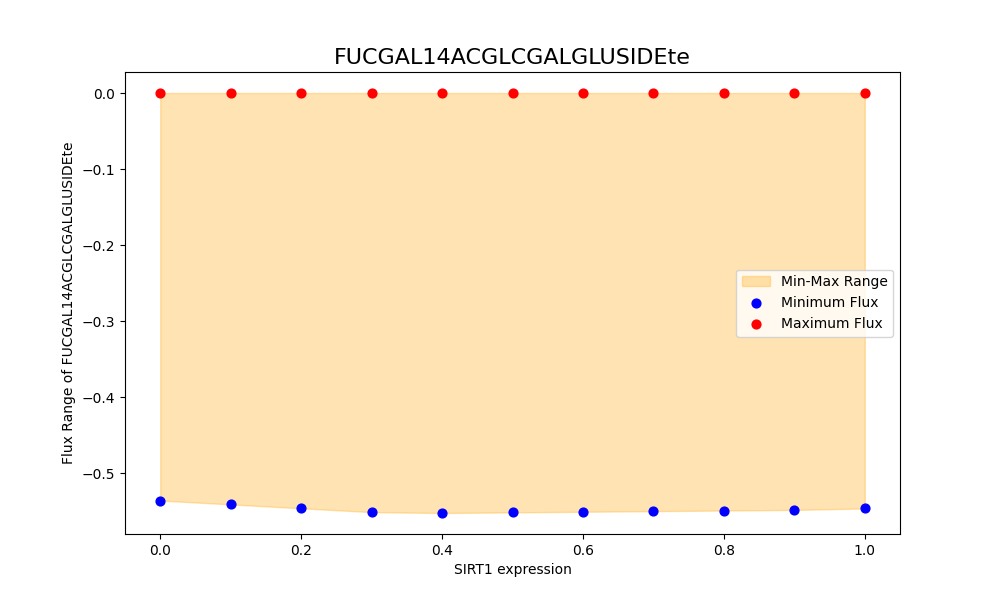 FUCGAL14ACGLCGALGLUSIDEte
Flux Range of FUCGAL14ACGLCGALGLUSIDEte
0.0
−0.1
−0.2
−0.3
−0.4
−0.5
Min-Max Range
Minimum Flux
Maximum Flux
0.0 0.2 0.4 0.6 0.8 1.0
SIRT1 expression